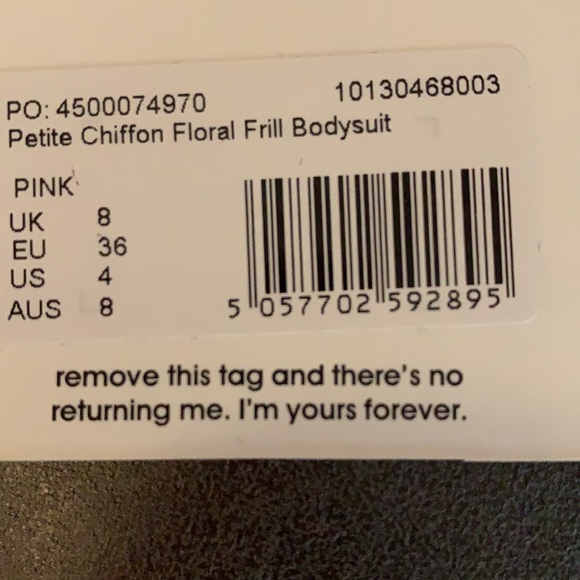 PO: 4500074970 10130468003
Petite Chiffon Floral Frill Bodysuit
PINK
UK 8
EU 36
US 4
AUS 8
5 057702 592895
remove this tag and there's no
returning me. I'm yours forever.